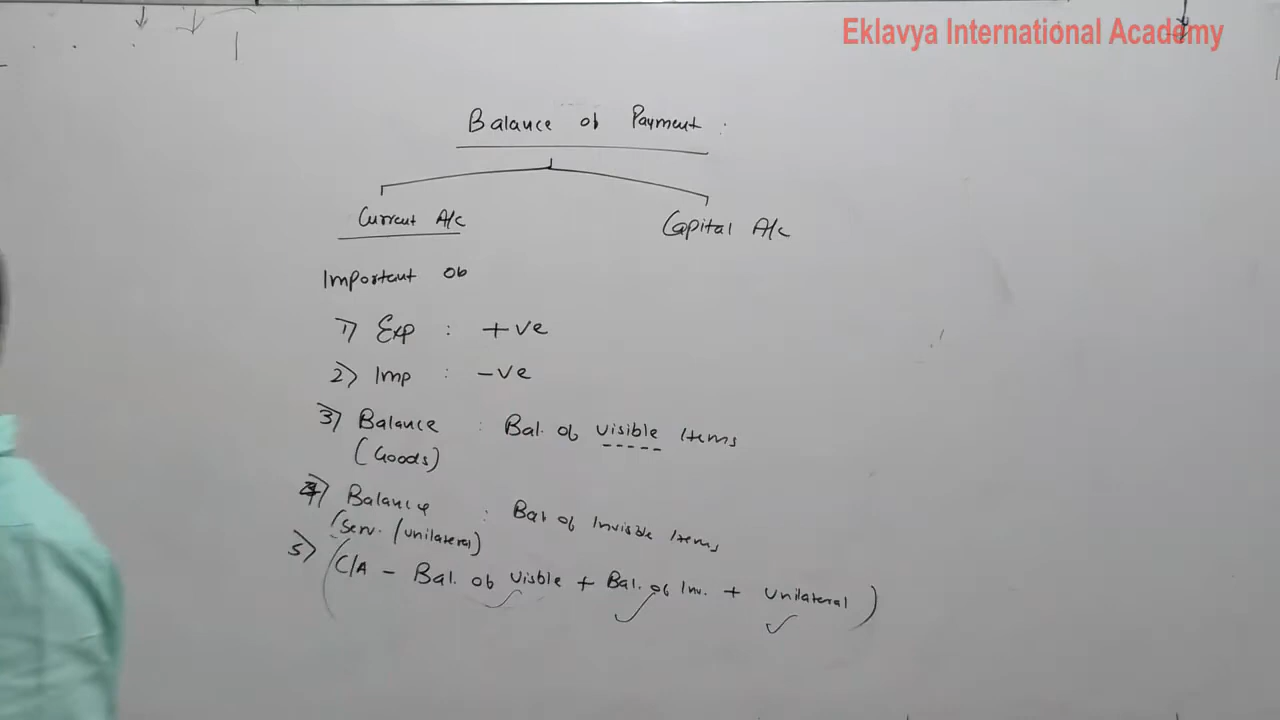 Eklavya International Academy
Balance of Payment :
Current A/c Capital A/c
Important of
1) Exp : +ve
2) Imp : -ve
3) Balance : Bal. of visible Items
(Goods)
4) Balance : Bal of Invisible Items
(Serv. / unilateral)
5) (C/A - Bal. of visble + Bal. of Inv. + unilateral)